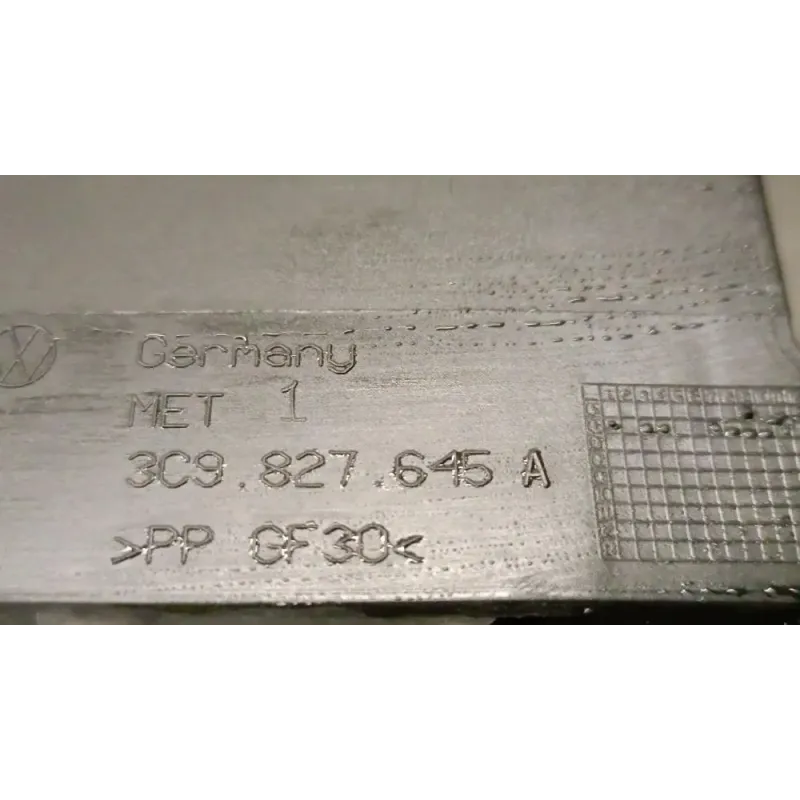 Germany
MET 1
3C9.827.645 A
>PP GF30<